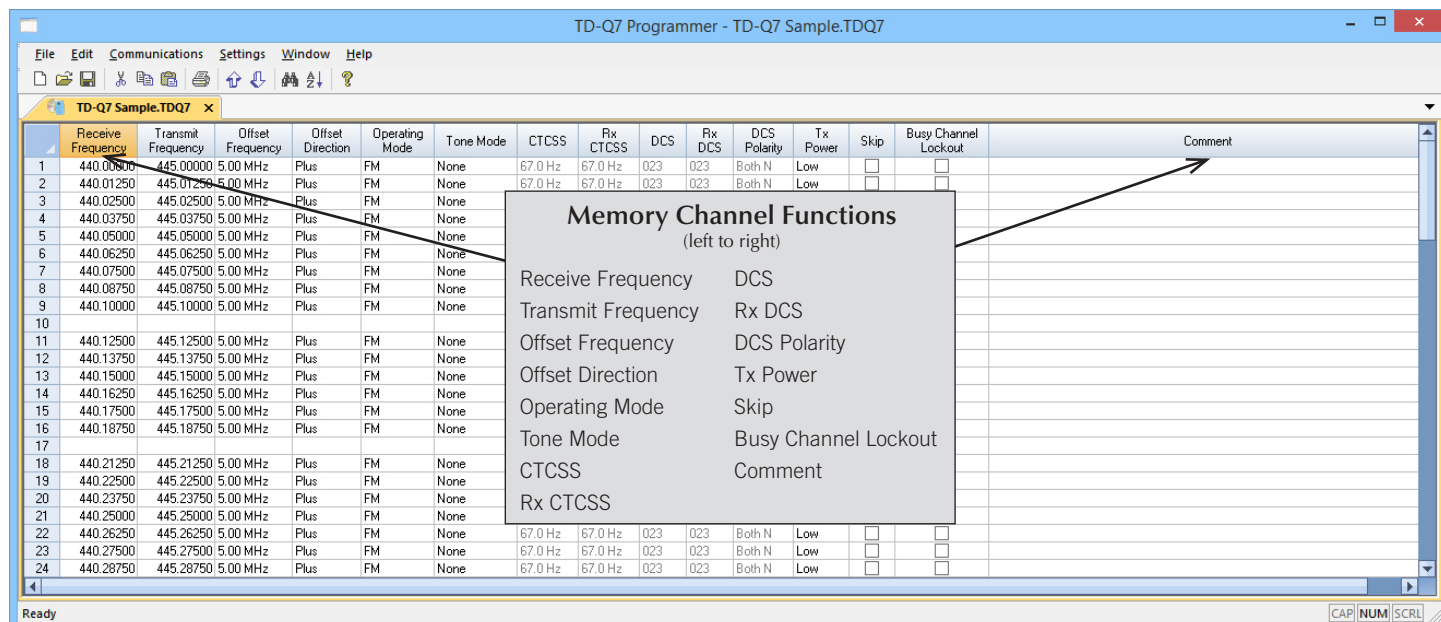 TD-Q7 Programmer - TD-Q7 Sample.TDQ7
File Edit Communications Settings Window Help
TD-Q7 Sample.TDQ7 X
Receive Frequency Transmit Frequency Offset Frequency Offset Direction Operating Mode Tone Mode CTCSS Rx CTCSS DCS Rx DCS DCS Polarity Tx Power Skip Busy Channel Lockout Comment
1 440.00000 445.00000 5.00 MHz Plus FM None 67.0 Hz 67.0 Hz 023 023 Both N Low
2 440.01250 445.01250 5.00 MHz Plus FM None 67.0 Hz 67.0 Hz 023 023 Both N Low
3 440.02500 445.02500 5.00 MHz Plus FM None
4 440.03750 445.03750 5.00 MHz Plus FM None
5 440.05000 445.05000 5.00 MHz Plus FM None
6 440.06250 445.06250 5.00 MHz Plus FM None
7 440.07500 445.07500 5.00 MHz Plus FM None
8 440.08750 445.08750 5.00 MHz Plus FM None
9 440.10000 445.10000 5.00 MHz Plus FM None
10
11 440.12500 445.12500 5.00 MHz Plus FM None
12 440.13750 445.13750 5.00 MHz Plus FM None
13 440.15000 445.15000 5.00 MHz Plus FM None
14 440.16250 445.16250 5.00 MHz Plus FM None
15 440.17500 445.17500 5.00 MHz Plus FM None
16 440.18750 445.18750 5.00 MHz Plus FM None
17
18 440.21250 445.21250 5.00 MHz Plus FM None
19 440.22500 445.22500 5.00 MHz Plus FM None
20 440.23750 445.23750 5.00 MHz Plus FM None
21 440.25000 445.25000 5.00 MHz Plus FM None
22 440.26250 445.26250 5.00 MHz Plus FM None 67.0 Hz 67.0 Hz 023 023 Both N Low
23 440.27500 445.27500 5.00 MHz Plus FM None 67.0 Hz 67.0 Hz 023 023 Both N Low
24 440.28750 445.28750 5.00 MHz Plus FM None 67.0 Hz 67.0 Hz 023 023 Both N Low
Memory Channel Functions
(left to right)
Receive Frequency
Transmit Frequency
Offset Frequency
Offset Direction
Operating Mode
Tone Mode
CTCSS
Rx CTCSS
DCS
Rx DCS
DCS Polarity
Tx Power
Skip
Busy Channel Lockout
Comment
Ready CAP NUM SCRL